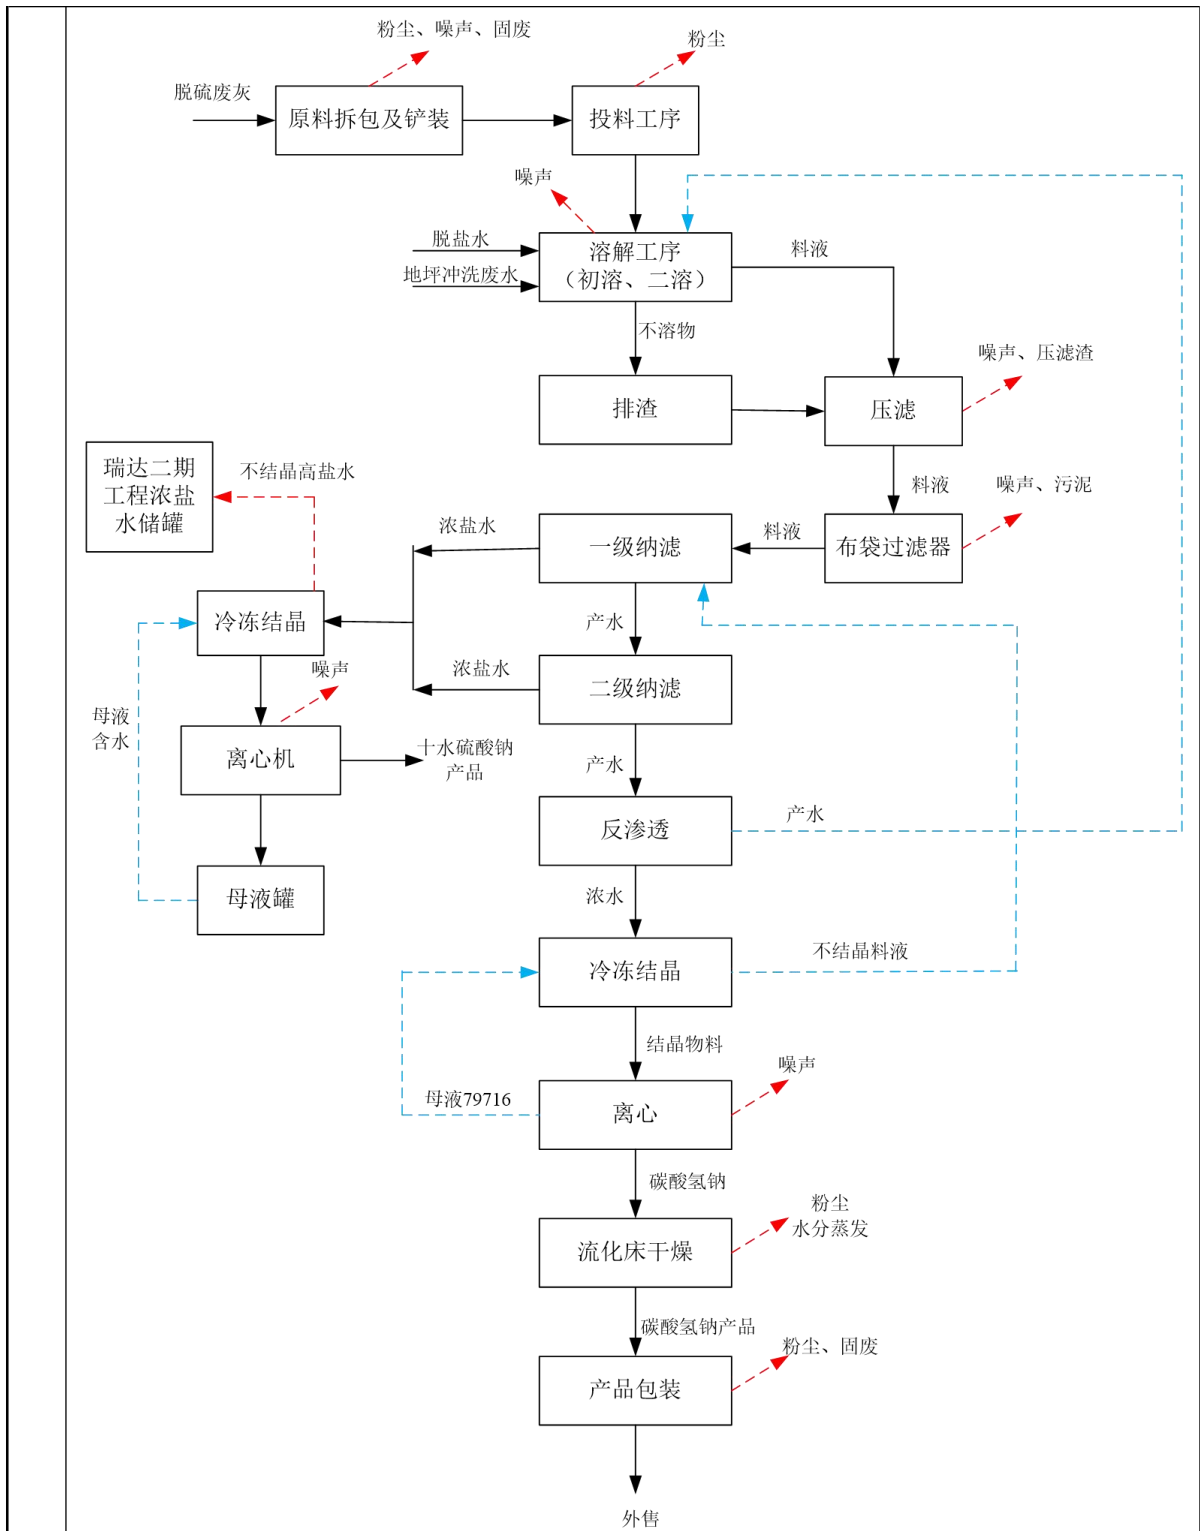 粉尘、噪声、固废
粉尘
脱硫废灰
原料拆包及铲装
投料工序
噪声
脱盐水
地坪冲洗废水
溶解工序
（初溶、二溶）
料液
不溶物
噪声、压滤渣
排渣
压滤
瑞达二期
工程浓盐
水储罐
不结晶高盐水
料液
噪声、污泥
浓盐水
一级纳滤
料液
布袋过滤器
冷冻结晶
产水
噪声
浓盐水
二级纳滤
母液
含水
离心机
十水硫酸钠
产品
产水
反渗透
产水
母液罐
浓水
冷冻结晶
不结晶料液
结晶物料
噪声
母液79716
离心
碳酸氢钠
粉尘
水分蒸发
流化床干燥
碳酸氢钠产品
粉尘、固废
产品包装
外售